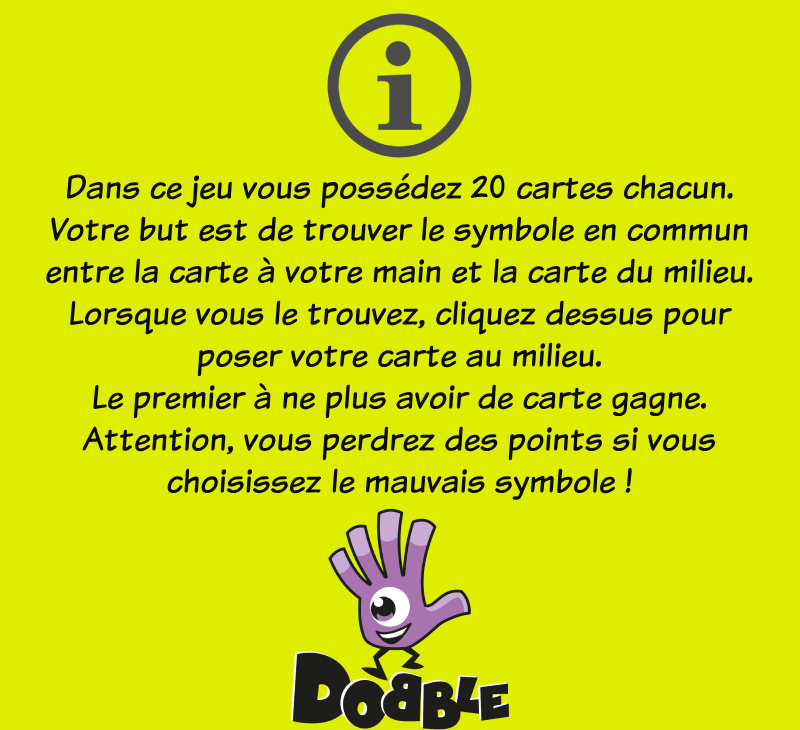 i
Dans ce jeu vous possédez 20 cartes chacun.
Votre but est de trouver le symbole en commun
entre la carte à votre main et la carte du milieu.
Lorsque vous le trouvez, cliquez dessus pour
poser votre carte au milieu.
Le premier à ne plus avoir de carte gagne.
Attention, vous perdrez des points si vous
choisissez le mauvais symbole !
DOBBLE